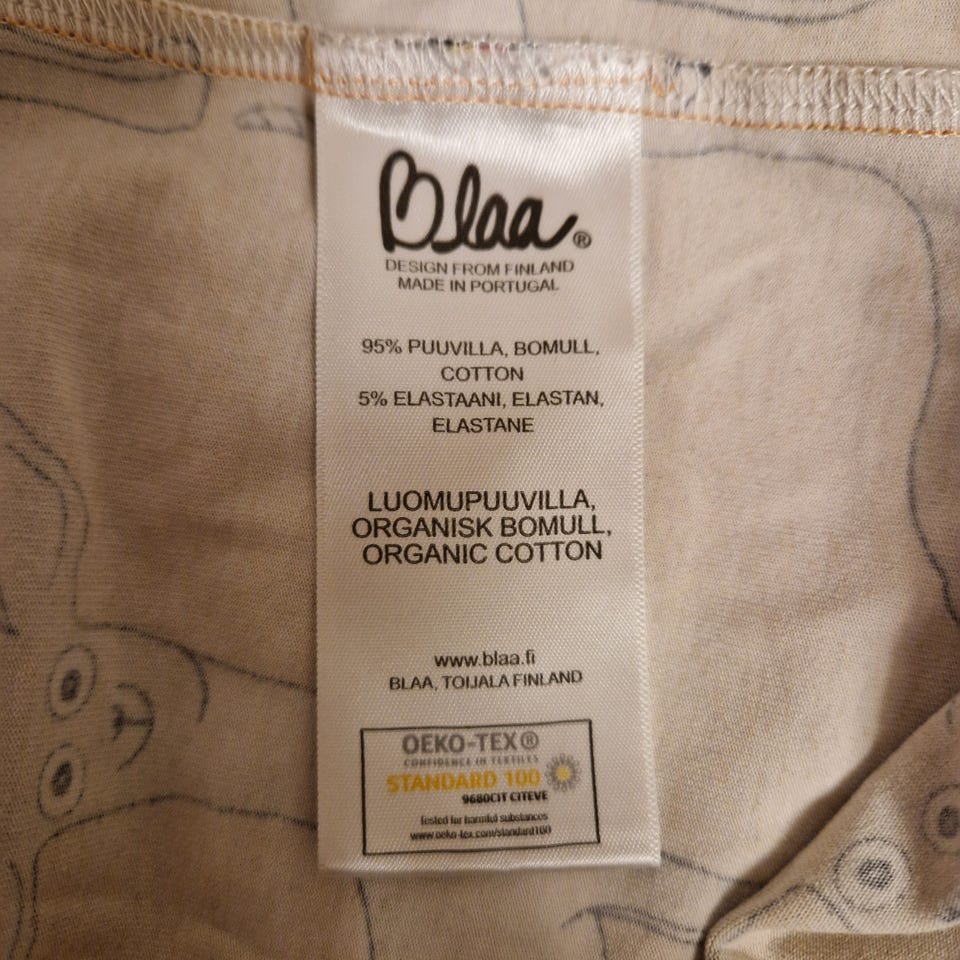 Blaa®
DESIGN FROM FINLAND
MADE IN PORTUGAL
95% PUUVILLA, BOMULL,
COTTON
5% ELASTAANI, ELASTAN,
ELASTANE
LUOMUPUUVILLA,
ORGANISK BOMULL,
ORGANIC COTTON
www.blaa.fi
BLAA, TOIJALA FINLAND
OEKO-TEX®
CONFIDENCE IN TEXTILES
STANDARD 100
9680CIT CITEVE
Tested for harmful substances
www.oeko-tex.com/standard100